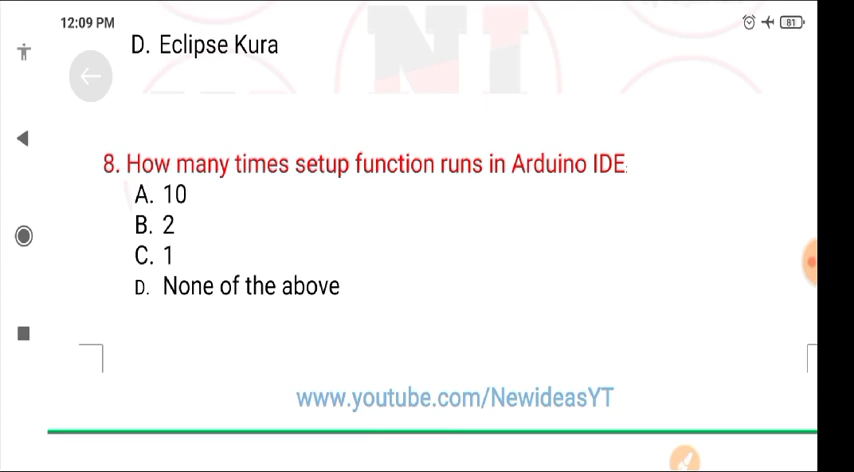 12:09 PM
81
D. Eclipse Kura
8. How many times setup function runs in Arduino IDE:
A. 10
B. 2
C. 1
D. None of the above
www.youtube.com/NewideasYT